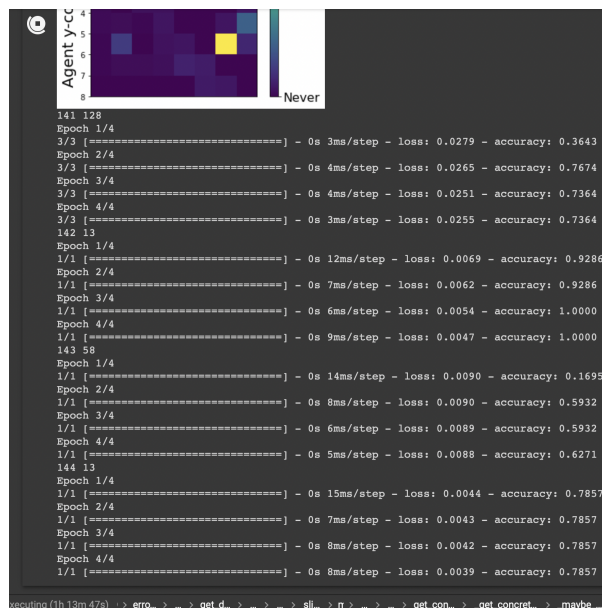 Agent y-co
4
5
6
7
8
Never
141 128
Epoch 1/4
3/3 [==============================] - 0s 3ms/step - loss: 0.0279 - accuracy: 0.3643
Epoch 2/4
3/3 [==============================] - 0s 4ms/step - loss: 0.0265 - accuracy: 0.7674
Epoch 3/4
3/3 [==============================] - 0s 4ms/step - loss: 0.0251 - accuracy: 0.7364
Epoch 4/4
3/3 [==============================] - 0s 3ms/step - loss: 0.0255 - accuracy: 0.7364
142 13
Epoch 1/4
1/1 [==============================] - 0s 12ms/step - loss: 0.0069 - accuracy: 0.9286
Epoch 2/4
1/1 [==============================] - 0s 7ms/step - loss: 0.0062 - accuracy: 0.9286
Epoch 3/4
1/1 [==============================] - 0s 6ms/step - loss: 0.0054 - accuracy: 1.0000
Epoch 4/4
1/1 [==============================] - 0s 9ms/step - loss: 0.0047 - accuracy: 1.0000
143 58
Epoch 1/4
1/1 [==============================] - 0s 14ms/step - loss: 0.0090 - accuracy: 0.1695
Epoch 2/4
1/1 [==============================] - 0s 8ms/step - loss: 0.0090 - accuracy: 0.5932
Epoch 3/4
1/1 [==============================] - 0s 6ms/step - loss: 0.0089 - accuracy: 0.5932
Epoch 4/4
1/1 [==============================] - 0s 5ms/step - loss: 0.0088 - accuracy: 0.6271
144 13
Epoch 1/4
1/1 [==============================] - 0s 15ms/step - loss: 0.0044 - accuracy: 0.7857
Epoch 2/4
1/1 [==============================] - 0s 7ms/step - loss: 0.0043 - accuracy: 0.7857
Epoch 3/4
1/1 [==============================] - 0s 8ms/step - loss: 0.0042 - accuracy: 0.7857
Epoch 4/4
1/1 [==============================] - 0s 8ms/step - loss: 0.0039 - accuracy: 0.7857
xecuting (1h 13m 47s) > erro... > ... > get_d... > ... > ... > sli... > > ... > ... > get_con... > get_concret... > maybe